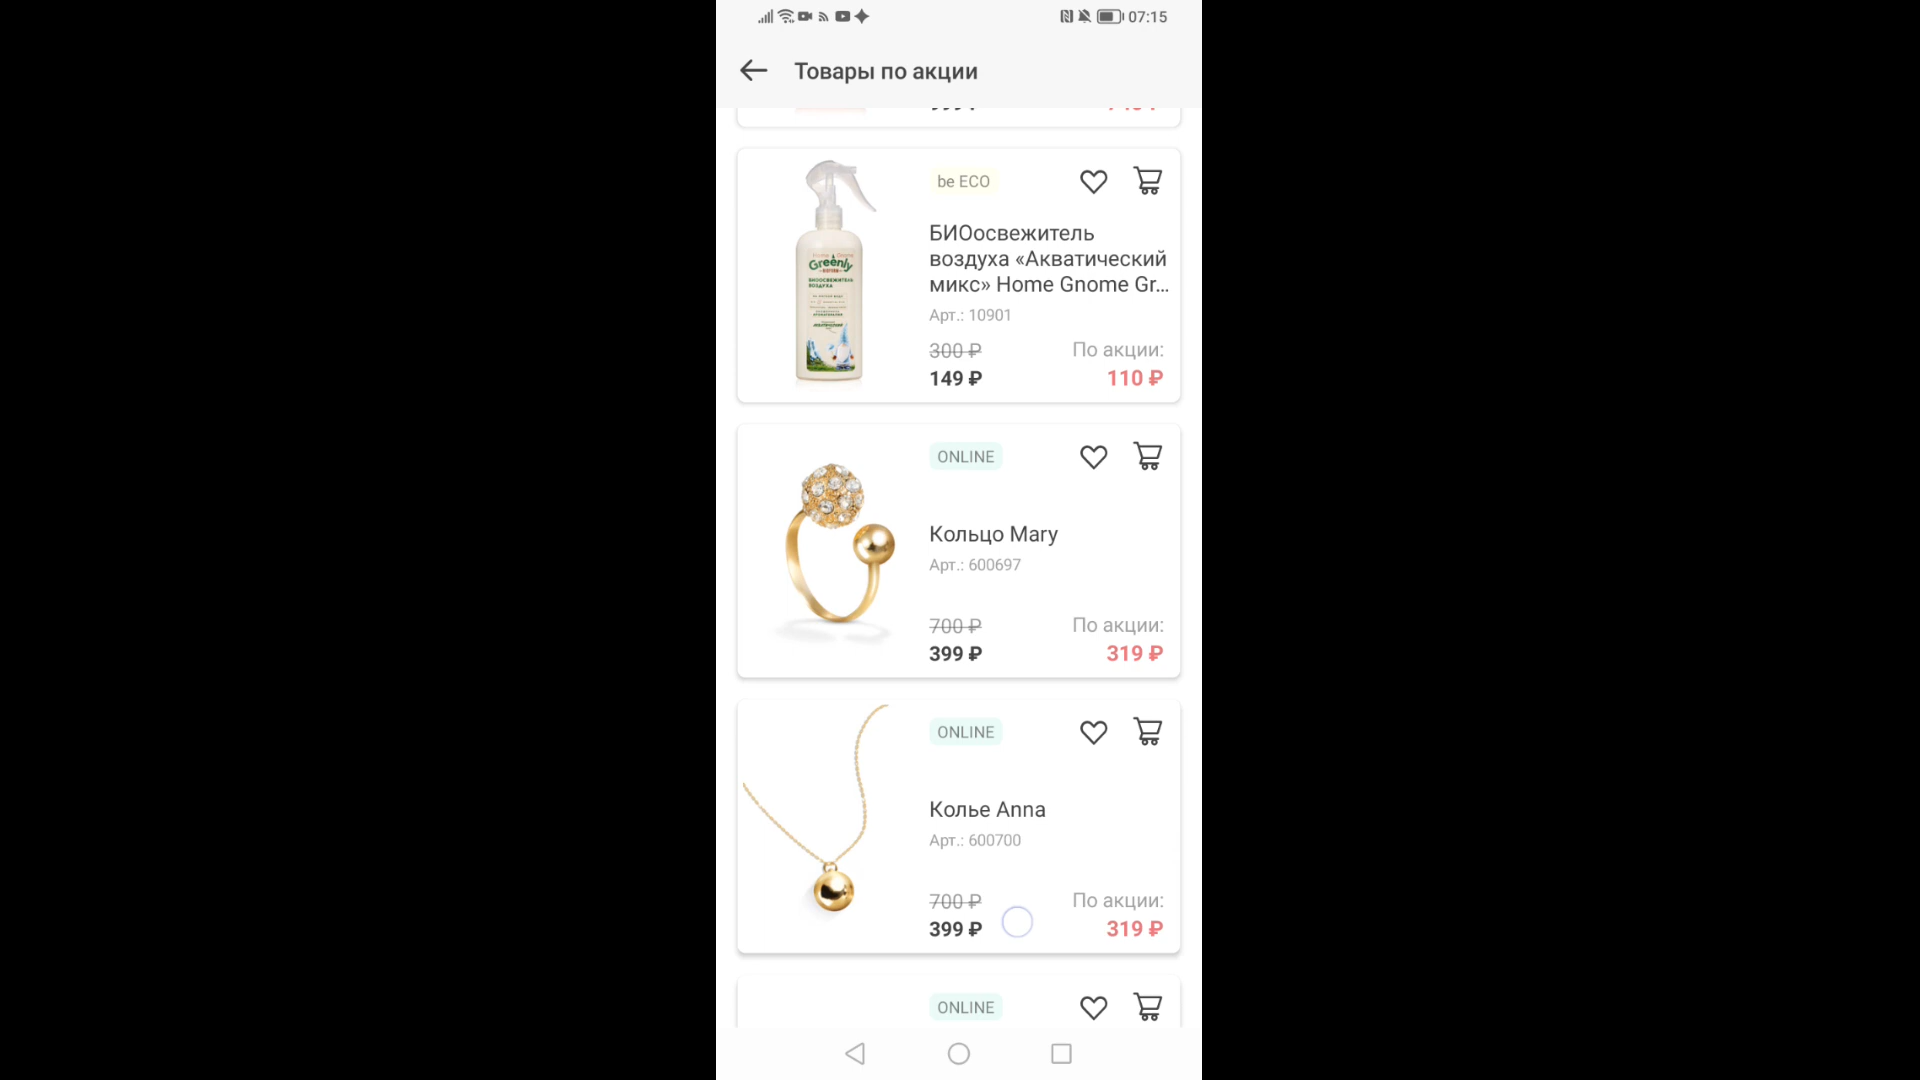 07:15
Товары по акции
be ECO
Greenly
БИОосвежитель
воздуха «Акватический
микс» Home Gnome Gr...
Арт.: 10901
300 ₽
По акции:
149 ₽
110 ₽
ONLINE
Кольцо Mary
Арт.: 600697
700 ₽
По акции:
399 ₽
319 ₽
ONLINE
Колье Anna
Арт.: 600700
700 ₽
По акции:
399 ₽
319 ₽
ONLINE